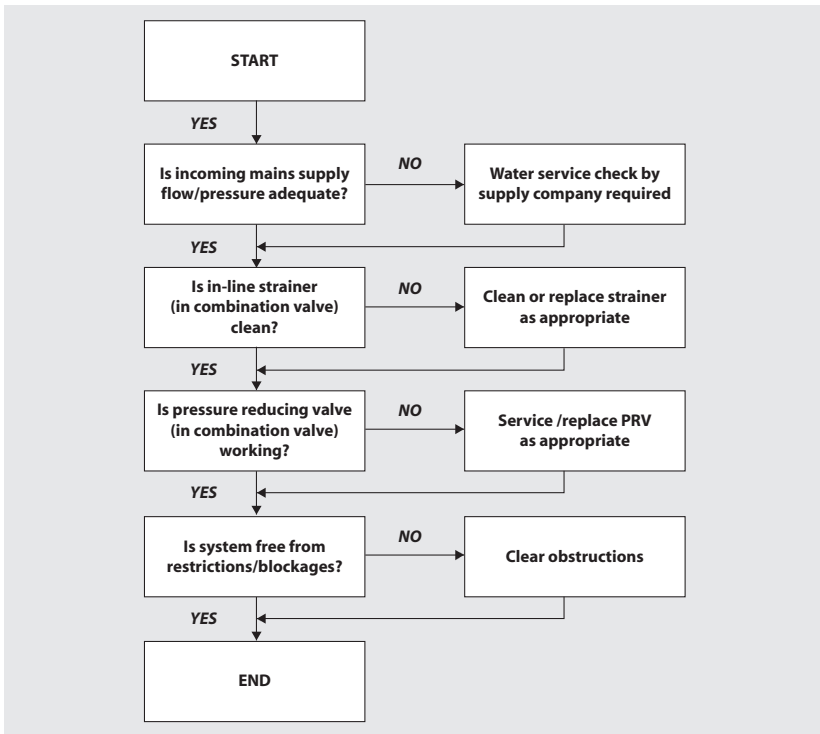 START
YES
Is incoming mains supply
flow/pressure adequate?
NO
Water service check by
supply company required
YES
Is in-line strainer
(in combination valve)
clean?
NO
Clean or replace strainer
as appropriate
YES
Is pressure reducing valve
(in combination valve)
working?
NO
Service /replace PRV
as appropriate
YES
Is system free from
restrictions/blockages?
NO
Clear obstructions
YES
END